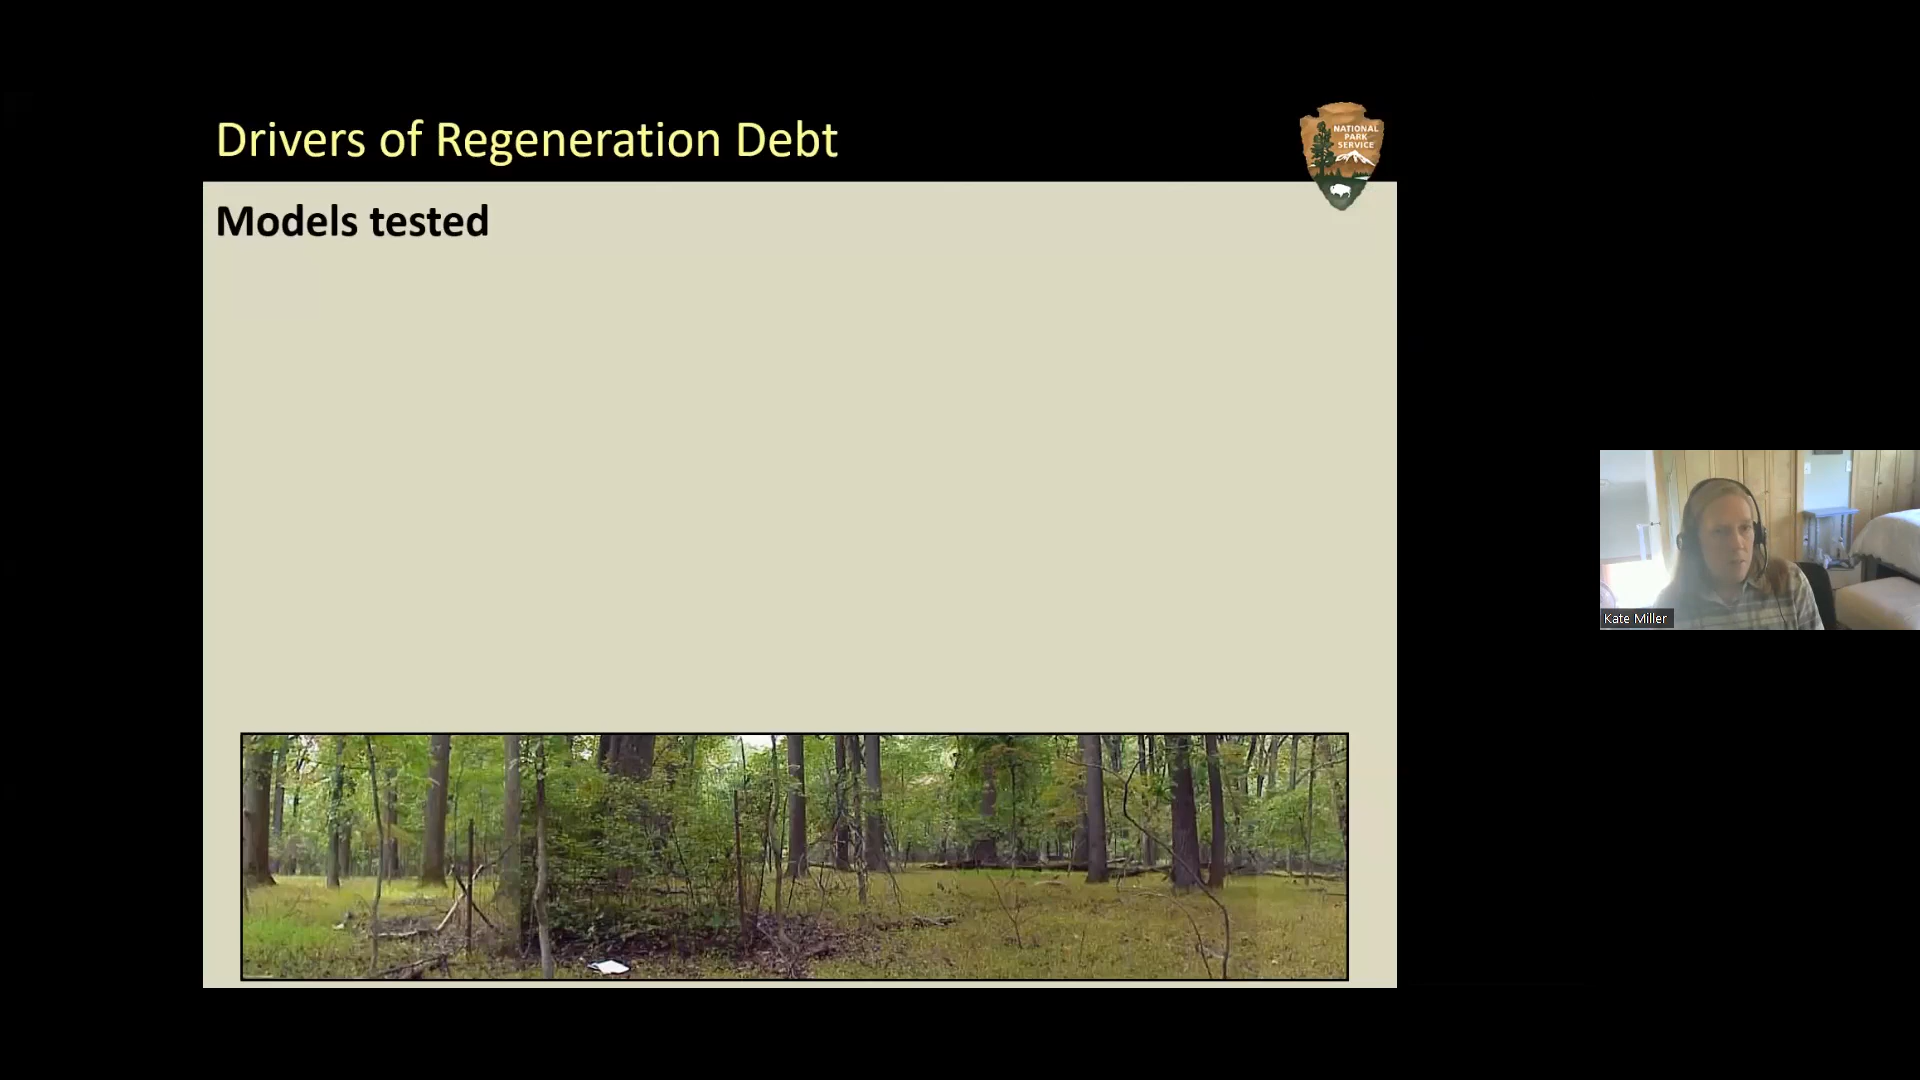 Drivers of Regeneration Debt
NATIONAL
PARK
SERVICE
Models tested
Kate Miller